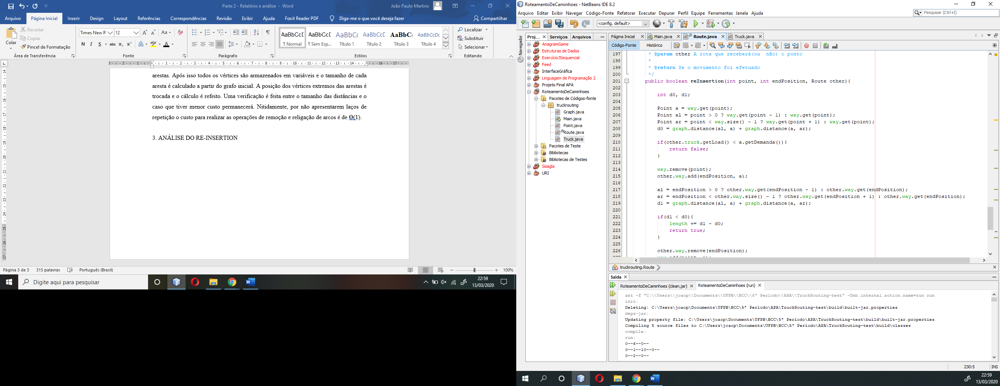 Parte 2 - Relatório e análise - Word
João Paulo Martins
Arquivo Página Inicial Inserir Design Layout Referências Correspondências Revisão Exibir Ajuda Foxit Reader PDF Diga-me o que você deseja fazer Compartilhar
Colar
Recortar
Copiar
Pincel de Formatação
Área de Transferência
Times New R 12
N I S abc x₂ x²
Fonte
Parágrafo
AaBbCcD AaBbCcD AaBbCc AaBbCcD AaBbC AaBbCcDc
¶ Normal ¶ Sem Esp... Título 1 Título 2 Título 3 Título 4
Estilos
Localizar
Substituir
Selecionar
Editando
arestas. Após isso todos os vértices são armazenados em variáveis e o tamanho de cada
aresta é calculado a partir do grafo inicial. A posição dos vértices extremos das arestas é
trocada e o cálculo é refeito. Uma verificação é feita entre o tamanho das distâncias e o
caso que tiver menor custo permanecerá. Nitidamente, por não apresentarem laços de
repetição o custo para realizar as operações de remoção e religação de arcos é de Θ(1).
3. ANÁLISE DO RE-INSERTION
Página 3 de 3 315 palavras Português (Brasil) 100%
Digite aqui para pesquisar
22:59
13/03/2020
RoteamentoDeCaminhoes - NetBeans IDE 8.2
Arquivo Editar Exibir Navegar Código-Fonte Refatorar Executar Depurar Perfil Equipe Ferramentas Janela Ajuda
Pesquisar (Ctrl+I)
<config. default>
Navegador
Proj... Serviços Arquivos
AnagramGame
Estruturas de Dados
Exercício3Sequencial
Feed
InterfaceGráfica
Linguagem de Programação 2
Projeto Final APA
RoteamentoDeCaminhoes
Pacotes de Códigos-fonte
truckrouting
Graph.java
Main.java
Point.java
Route.java
Truck.java
Pacotes de Teste
Bibliotecas
Bibliotecas de Testes
Sisagla
URI
Página Inicial Main.java Route.java Truck.java
Código-Fonte Histórico
197 * @param other A rota que receberá(ou  não) o ponto
198 *
199 * @return Se o movimento foi efetuado
200 */
201 public boolean reInsertion(int point, int endPosition, Route other){
202
203 int d0, d1;
204
205 Point a = way.get(point);
206 Point al = point > 0 ? way.get(point - 1) : way.get(point);
207 Point ar = point < way.size() - 1 ? way.get(point + 1) : way.get(point);
208 d0 = graph.distance(al, a) + graph.distance(a, ar);
209
210 if(other.truck.getLoad() < a.getDemanda()){
211 return false;
212 }
213
214 way.remove(point);
215 other.way.add(endPosition, a);
216
217 al = endPosition > 0 ? other.way.get(endPosition - 1) : other.way.get(endPosition);
218 ar = endPosition < other.way.size() - 1 ? other.way.get(endPosition + 1) : other.way.get(endPosition);
219 d1 = graph.distance(al, a) + graph.distance(a, ar);
220
221 if(d1 < d0){
222 length += d1 - d0;
223 return true;
224 }
225
226 other.way.remove(endPosition);
truckrouting.Route
Saída
RoteamentoDeCaminhoes (clean,jar) RoteamentoDeCaminhoes (run)
ant -f "C:\\Users\\joaop\\Documents\\UFPB\\BCC\\5° Período\\APA\\TruckRouting-test" -Dnb.internal.action.name=run run
init:
Deleting: C:\Users\joaop\Documents\UFPB\BCC\5° Período\APA\TruckRouting-test\build\built-jar.properties
deps-jar:
Updating property file: C:\Users\joaop\Documents\UFPB\BCC\5° Período\APA\TruckRouting-test\build\built-jar.properties
Compiling 5 source files to C:\Users\joaop\Documents\UFPB\BCC\5° Período\APA\TruckRouting-test\build\classes
compile:
run:
0--6--0--
0--1--10--0--
0--2--0--
230:5 INS
22:59
13/03/2020